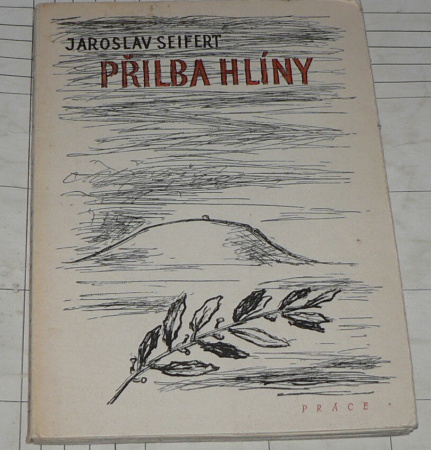 JAROSLAV SEIFERT
PŘILBA HLÍNY
PRÁCE